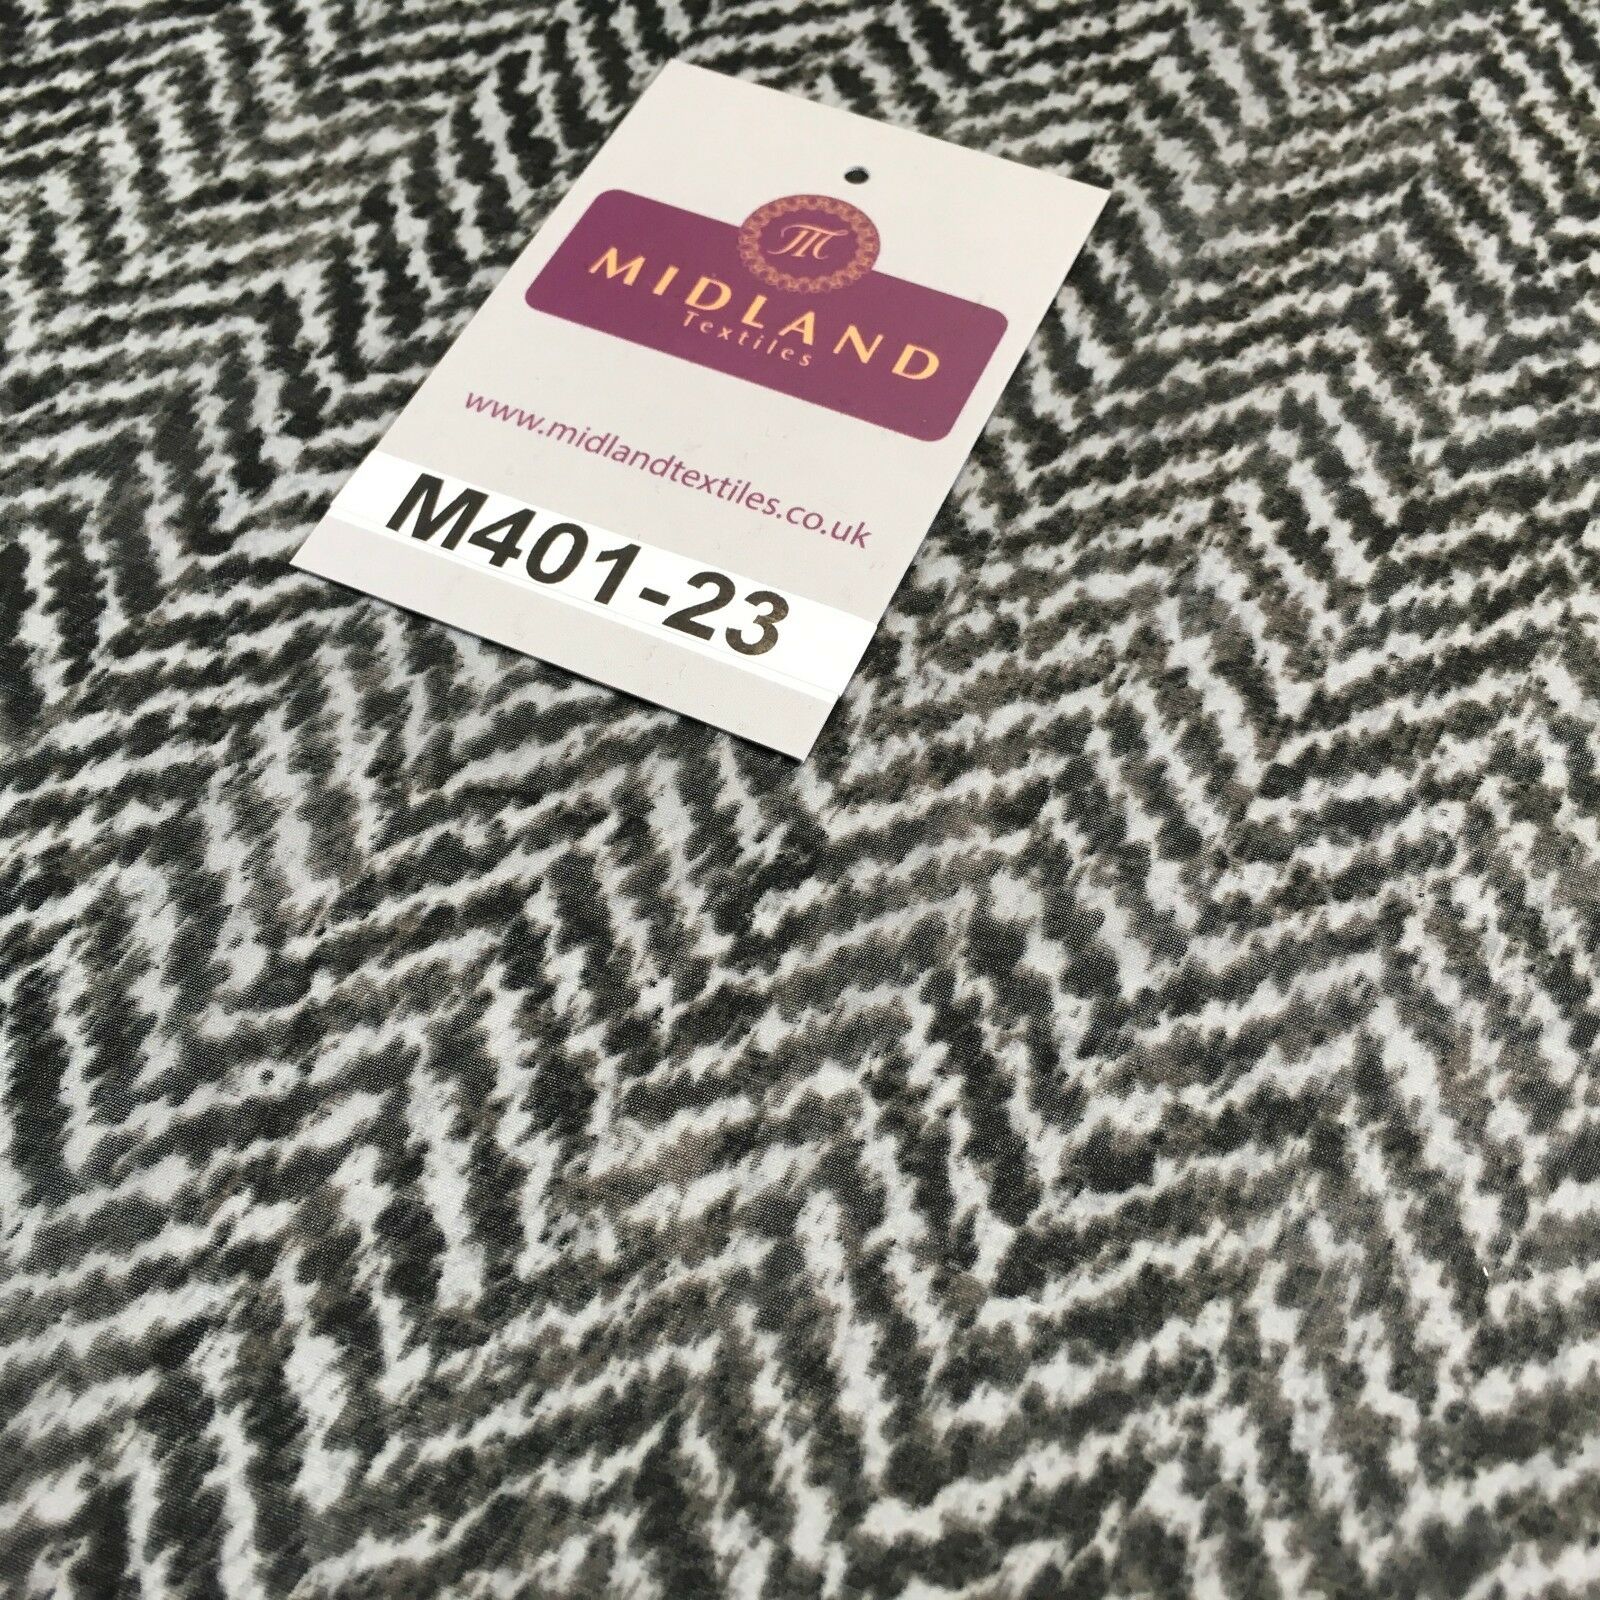 M
MIDLAND
Textiles
www.midlandtextiles.co.uk
M401-23